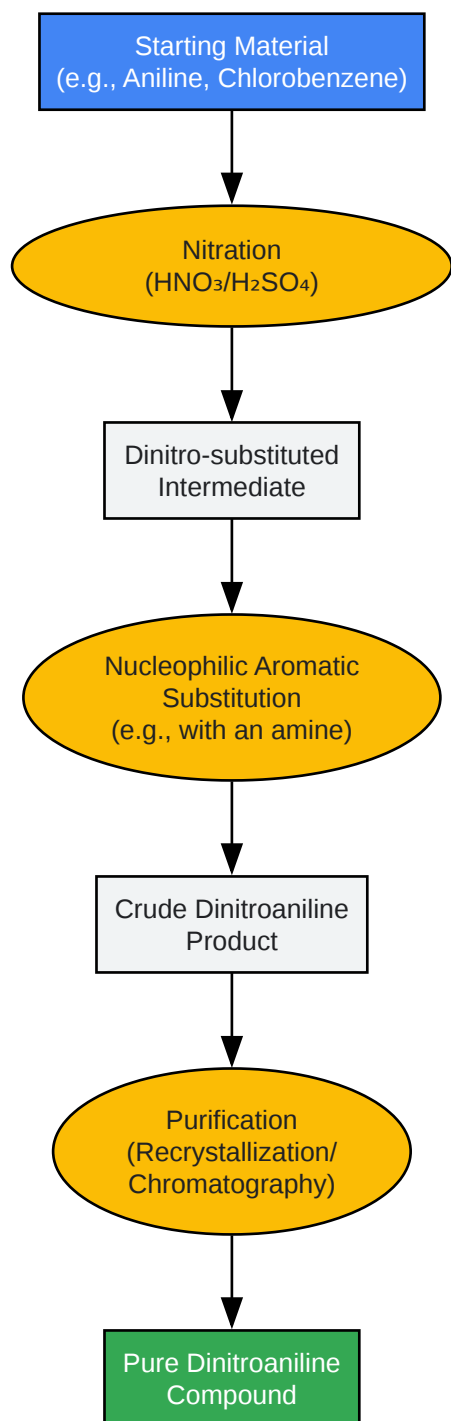 Starting Material
(e.g., Aniline, Chlorobenzene)
Nitration
(HNO₃/H₂SO₄)
Dinitro-substituted
Intermediate
Nucleophilic Aromatic
Substitution
(e.g., with an amine)
Crude Dinitroaniline
Product
Purification
(Recrystallization/
Chromatography)
Pure Dinitroaniline
Compound